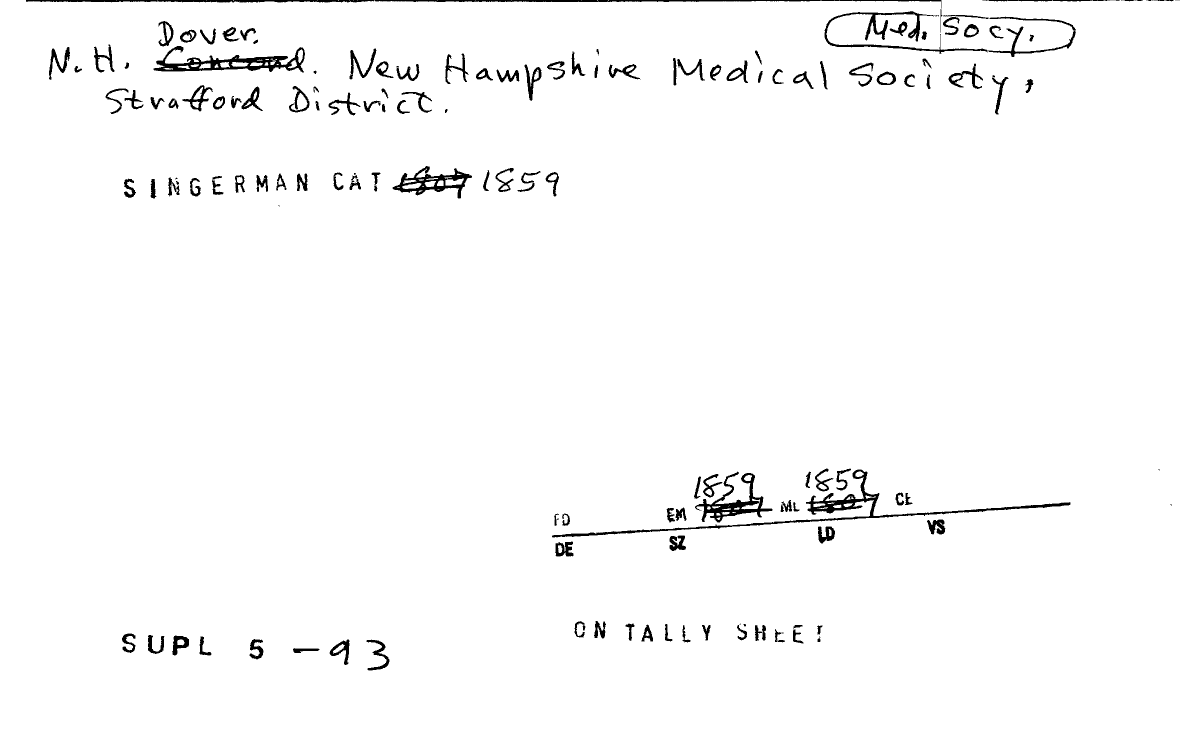 Med. Socy.
Dover.
N.H. Concord. New Hampshire Medical Society,
Strafford District.
SINGERMAN CAT 1807 1859
1859 1859
FD EM 1807 ML 1807 CE
DE SZ LD VS
SUPL 5 - 93
ON TALLY SHEET